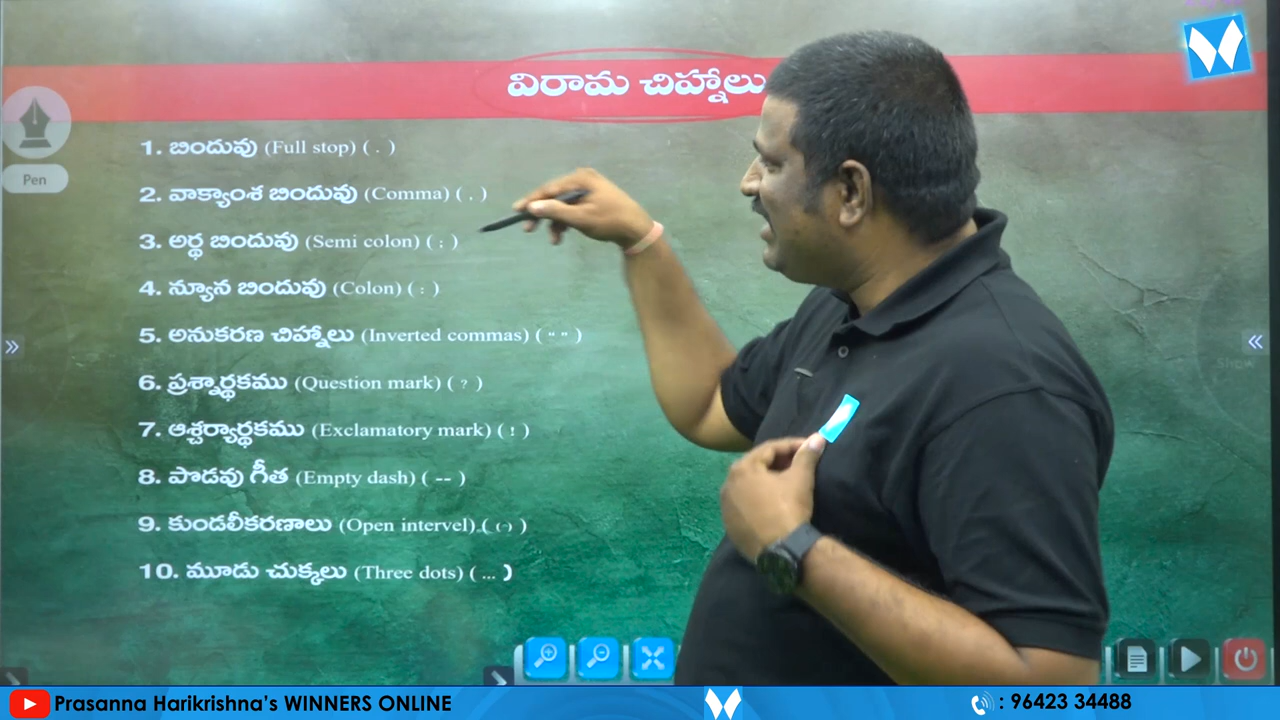 విరామ చిహ్నాలు
Pen
1. బిందువు (Full stop) ( . )
2. వాక్యాంశ బిందువు (Comma) ( , )
3. అర్థ బిందువు (Semi colon) ( ; )
4. న్యూన బిందువు (Colon) ( : )
5. అనుకరణ చిహ్నాలు (Inverted commas) ( “ ” )
6. ప్రశ్నార్థకము (Question mark) ( ? )
7. ఆశ్చర్యార్థకము (Exclamatory mark) ( ! )
8. పొడవు గీత (Empty dash) ( -- )
9. కుండలీకరణాలు (Open intervel) ( (-) )
10. మూడు చుక్కలు (Three dots) ( ... )
Prasanna Harikrishna's WINNERS ONLINE
: 96423 34488